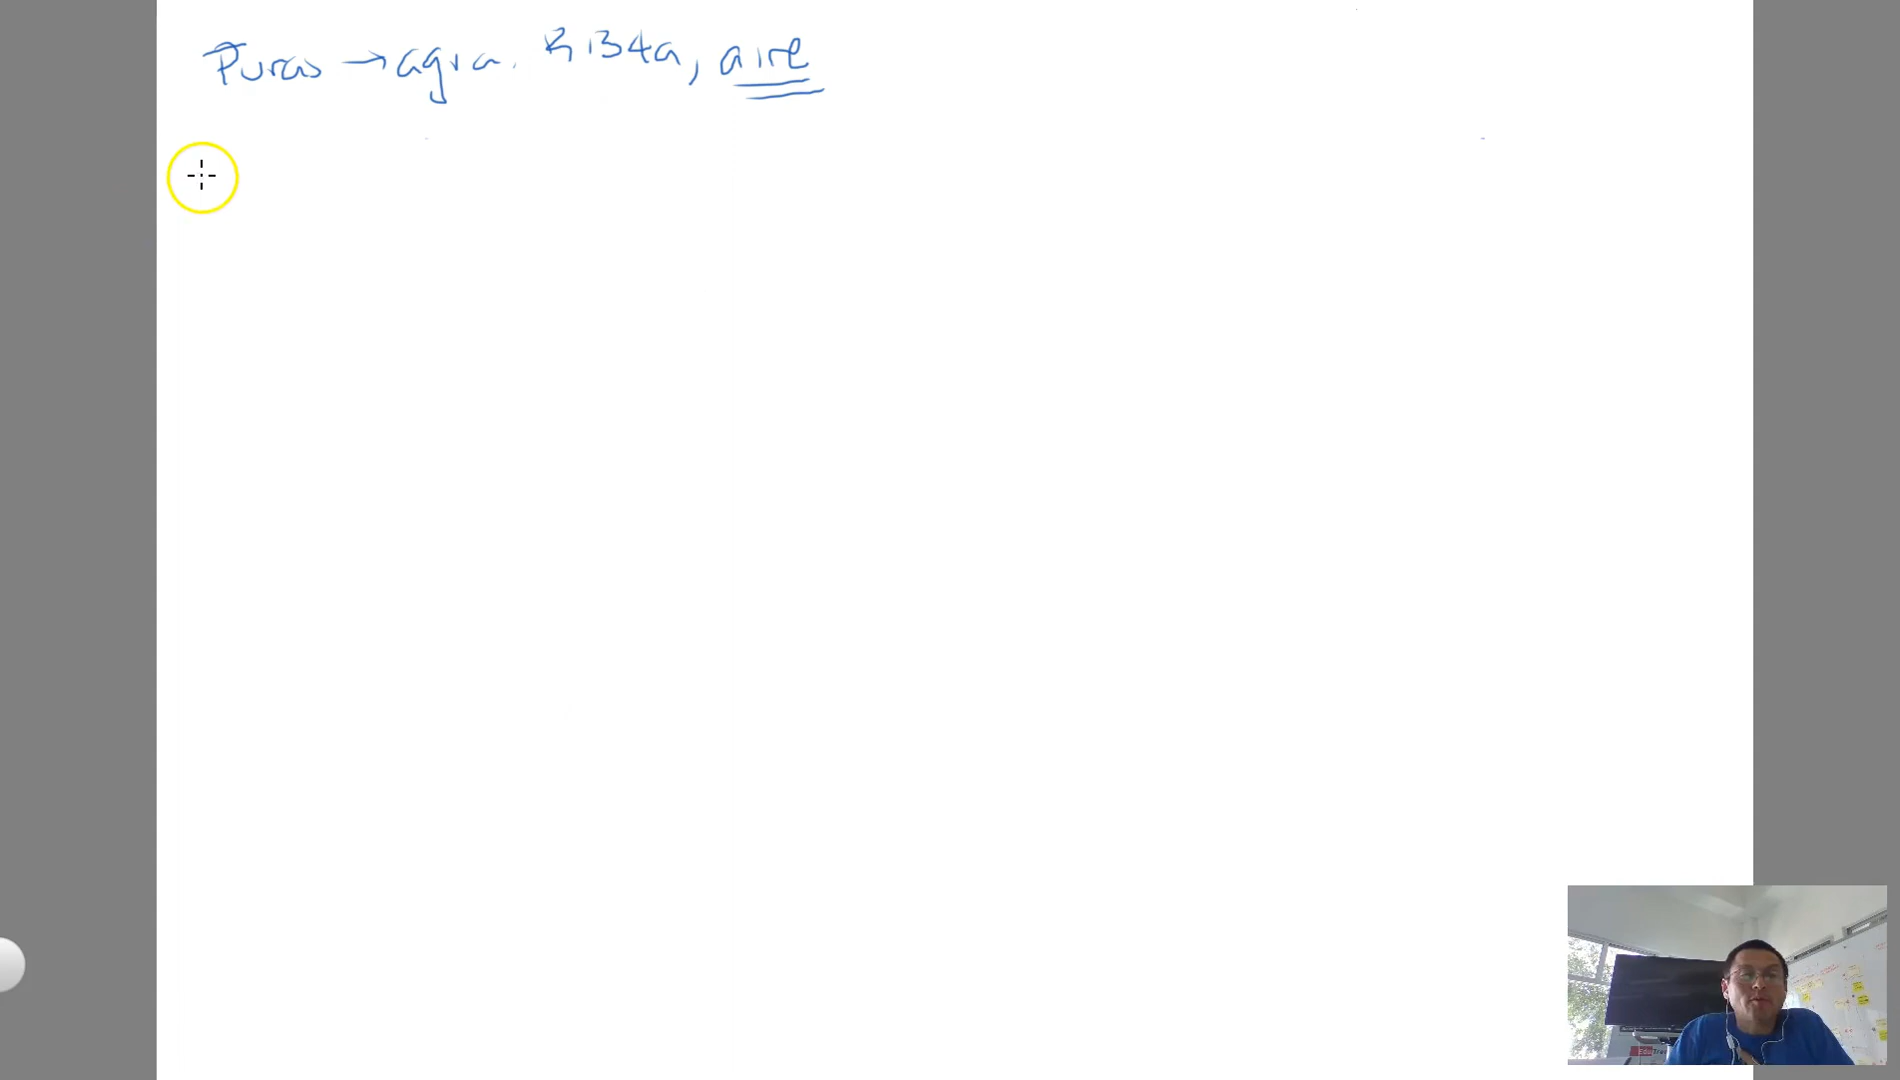 Puras → agua. R134a, aire